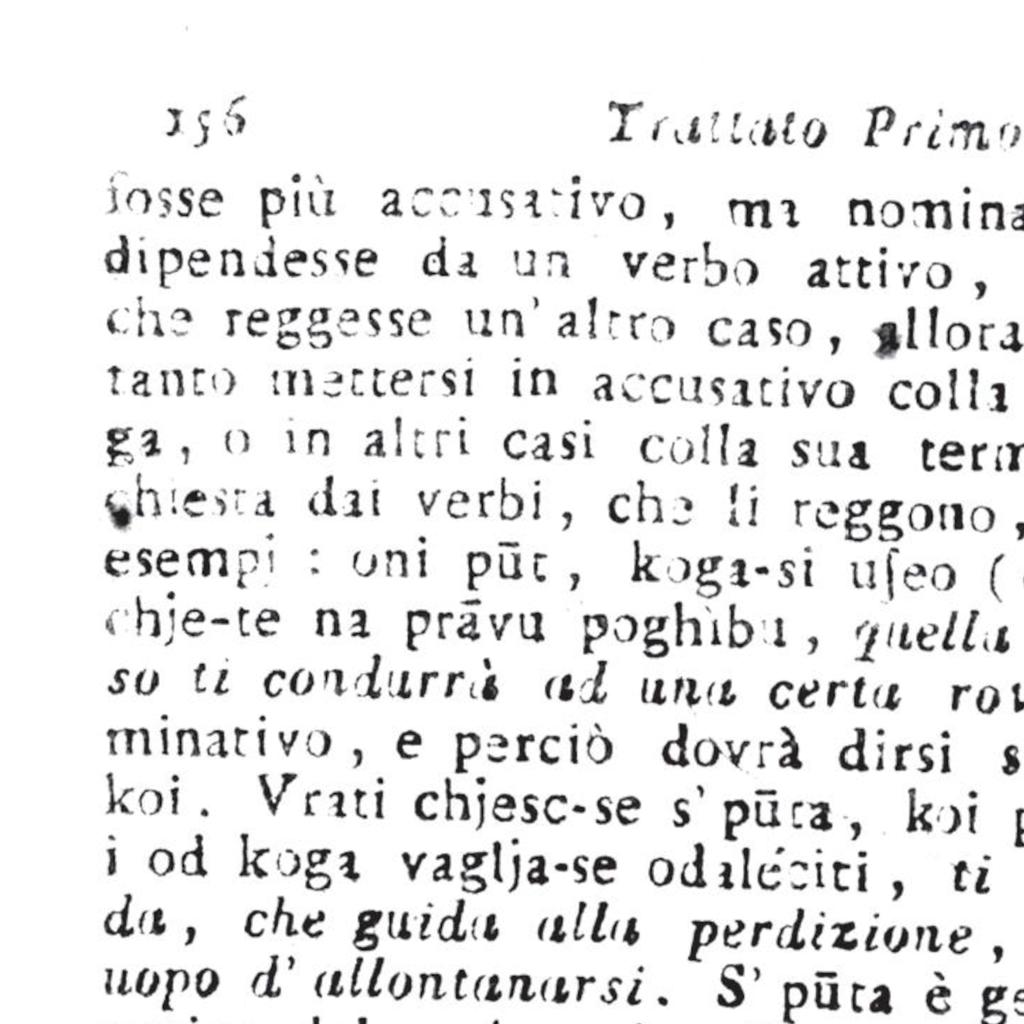 156 Trattato Primo
fosse più accusativo, ma nomina
dipendesse da un verbo attivo,
che reggesse un' altro caso, allora
tanto mettersi in accusativo colla
ga, o in altri casi colla sua term
chiesta dai verbi, che li reggono,
esempj : oni pūt, koga-si uſeo (
chje-te na prāvu poghìbu, quella
so ti condurrà ad una certa rov
minativo, e perciò dovrà dirsi s
koi. Vrati chjesc-se s' pūta, koi p
i od koga vaglja-se odaléciti, ti
da, che guida alla perdizione,
uopo d' allontanarsi. S' pūta è ge